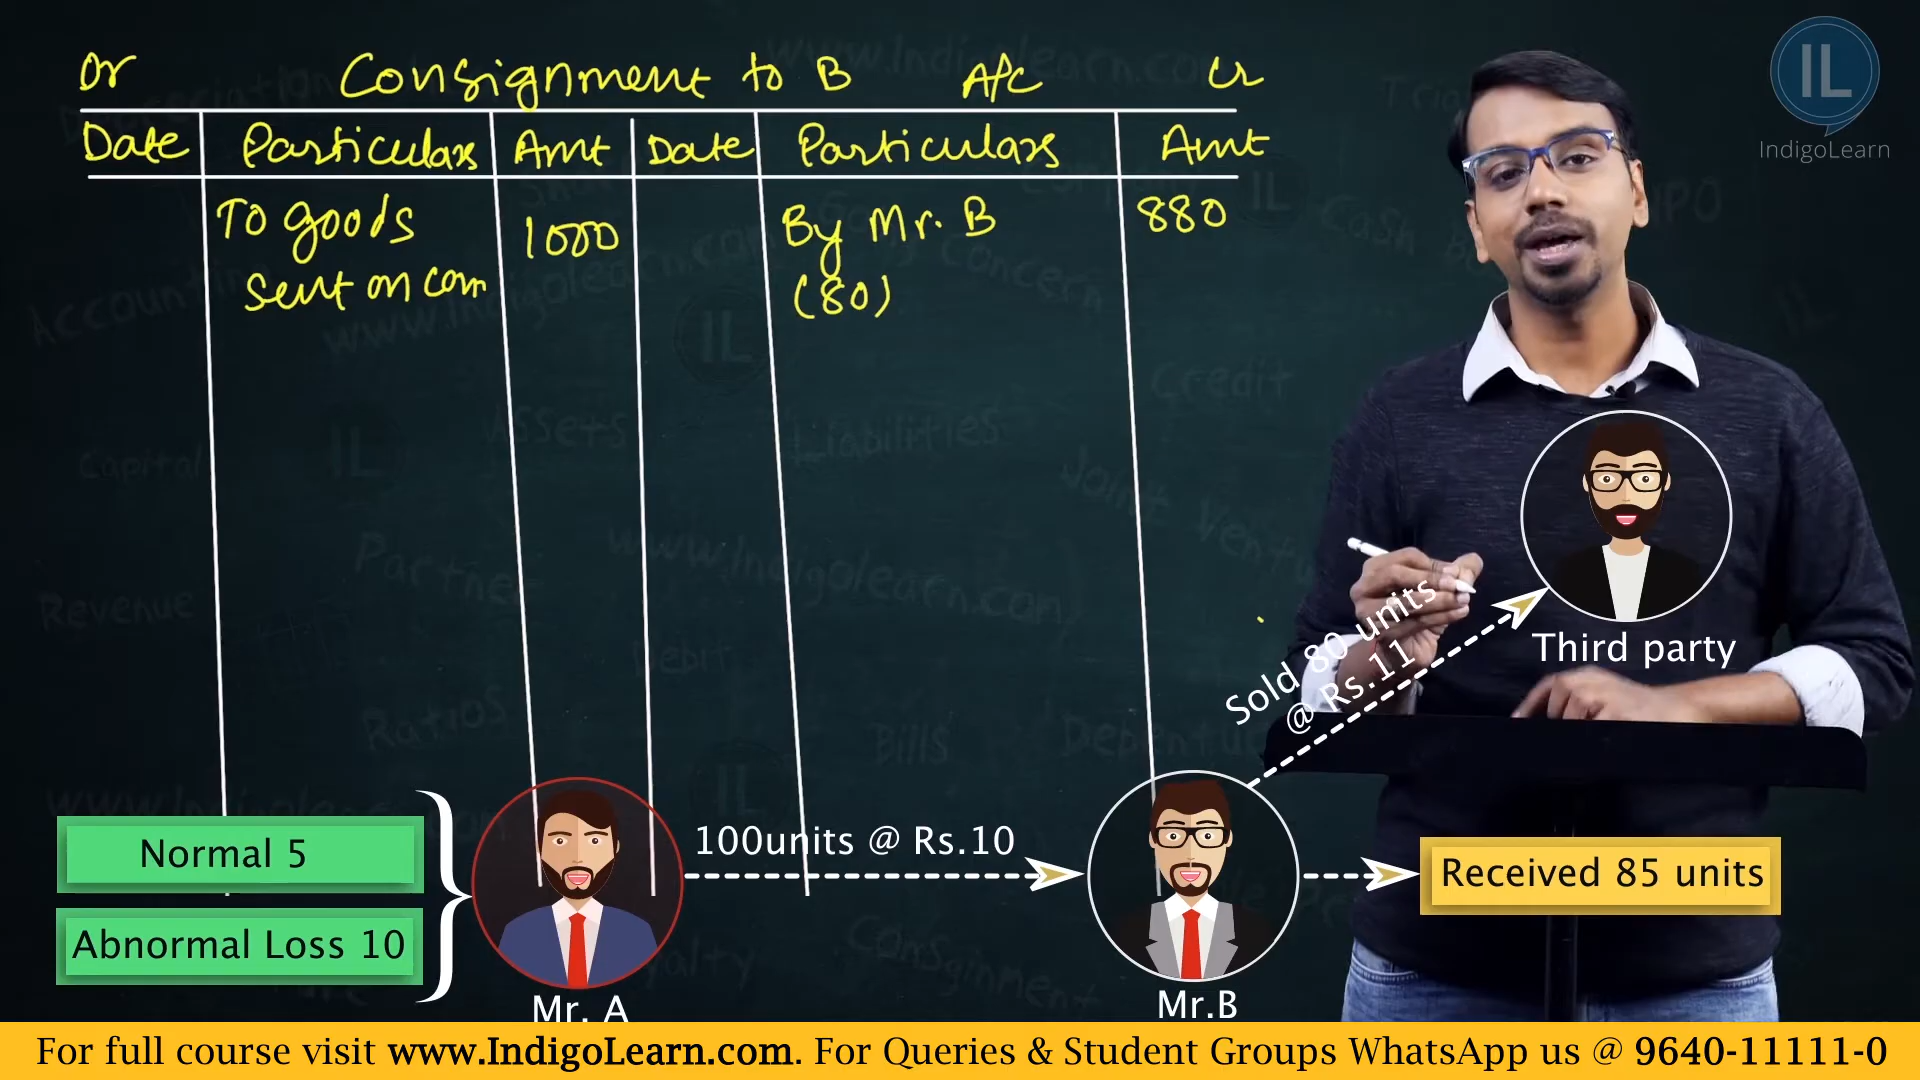 Dr Consignment to B A/c Cr
Date Particulars Amt Date Particulars Amt
To goods 1000 By Mr. B 880
sent on con (80)
IL
IndigoLearn
Sold 80 units
@ Rs.11
Third party
Normal 5
Abnormal Loss 10
100units @ Rs.10
Received 85 units
Mr. A
Mr.B
For full course visit www.IndigoLearn.com. For Queries & Student Groups WhatsApp us @ 9640-11111-0